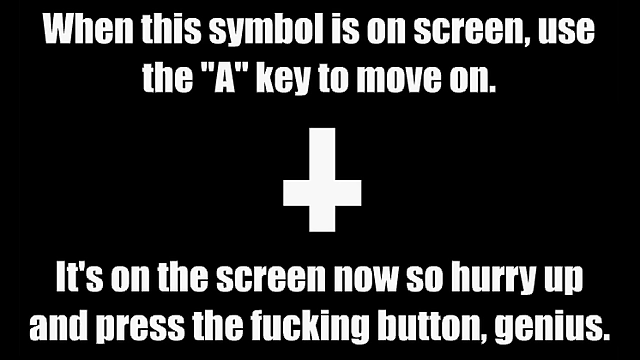 When this symbol is on screen, use
the "A" key to move on.
It's on the screen now so hurry up
and press the fucking button, genius.